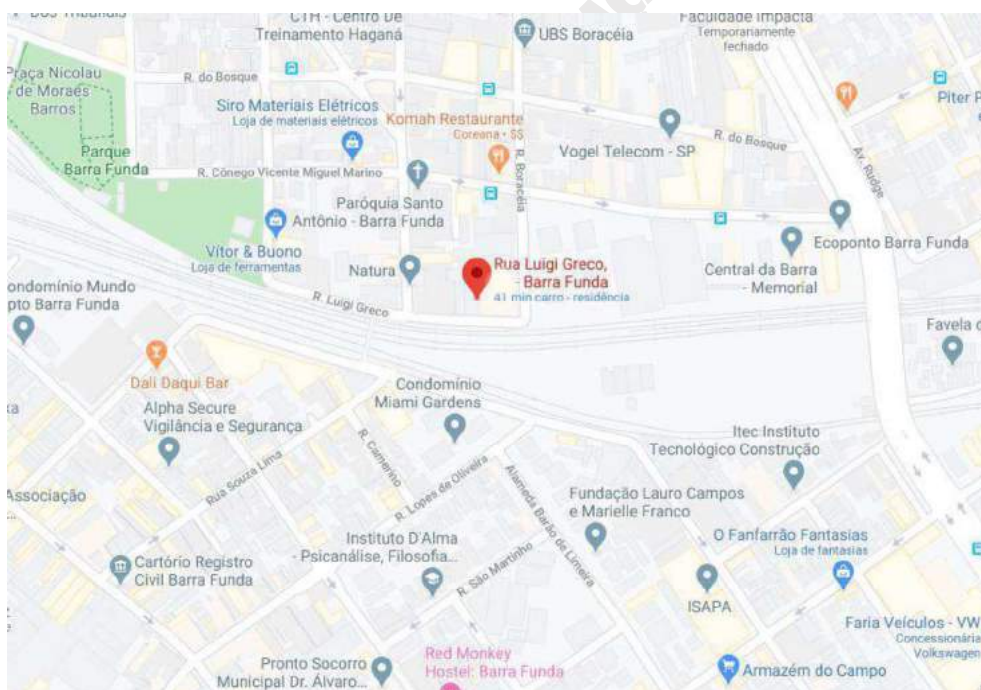 CTH - Centro De
Treinamento Haganá
UBS Boracéia
Faculdade Impacta
Temporariamente
fechado
Praça Nicolau
de Moraes
Barros
R. do Bosque
Siro Materiais Elétricos
Loja de materiais elétricos
Komah Restaurante
Coreana • $$
Piter
R. do Bosque
Vogel Telecom - SP
Av. Rudge
Parque
Barra Funda
R. Cônego Vicente Miguel Marino
R. Boracéia
Paróquia Santo
Antônio - Barra Funda
Ecoponto Barra Funda
Vitor & Buono
Loja de ferramentas
Natura
Rua Luigi Greco,
- Barra Funda
41 min carro - residência
Central da Barra
- Memorial
ondomínio Mundo
pto Barra Funda
R. Luigi Greco
Favela
Dali Daqui Bar
Condomínio
Miami Gardens
Alpha Secure
Vigilância e Segurança
Itec Instituto
Tecnológico Construção
R. Camerino
Rua Souza Lima
R. Lopes de Oliveira
Alameda Barão de Limeira
Associação
...
Fundação Lauro Campos
e Marielle Franco
Instituto D'Alma
- Psicanálise, Filosofia...
O Fanfarrão Fantasias
Loja de fantasias
Cartório Registro
Civil Barra Funda
R. São Martinho
ISAPA
Faria Veículos - VW
Concessionária
Volkswagen
Red Monkey
Hostel: Barra Funda
Pronto Socorro
Municipal Dr. Álvaro...
Armazém do Campo